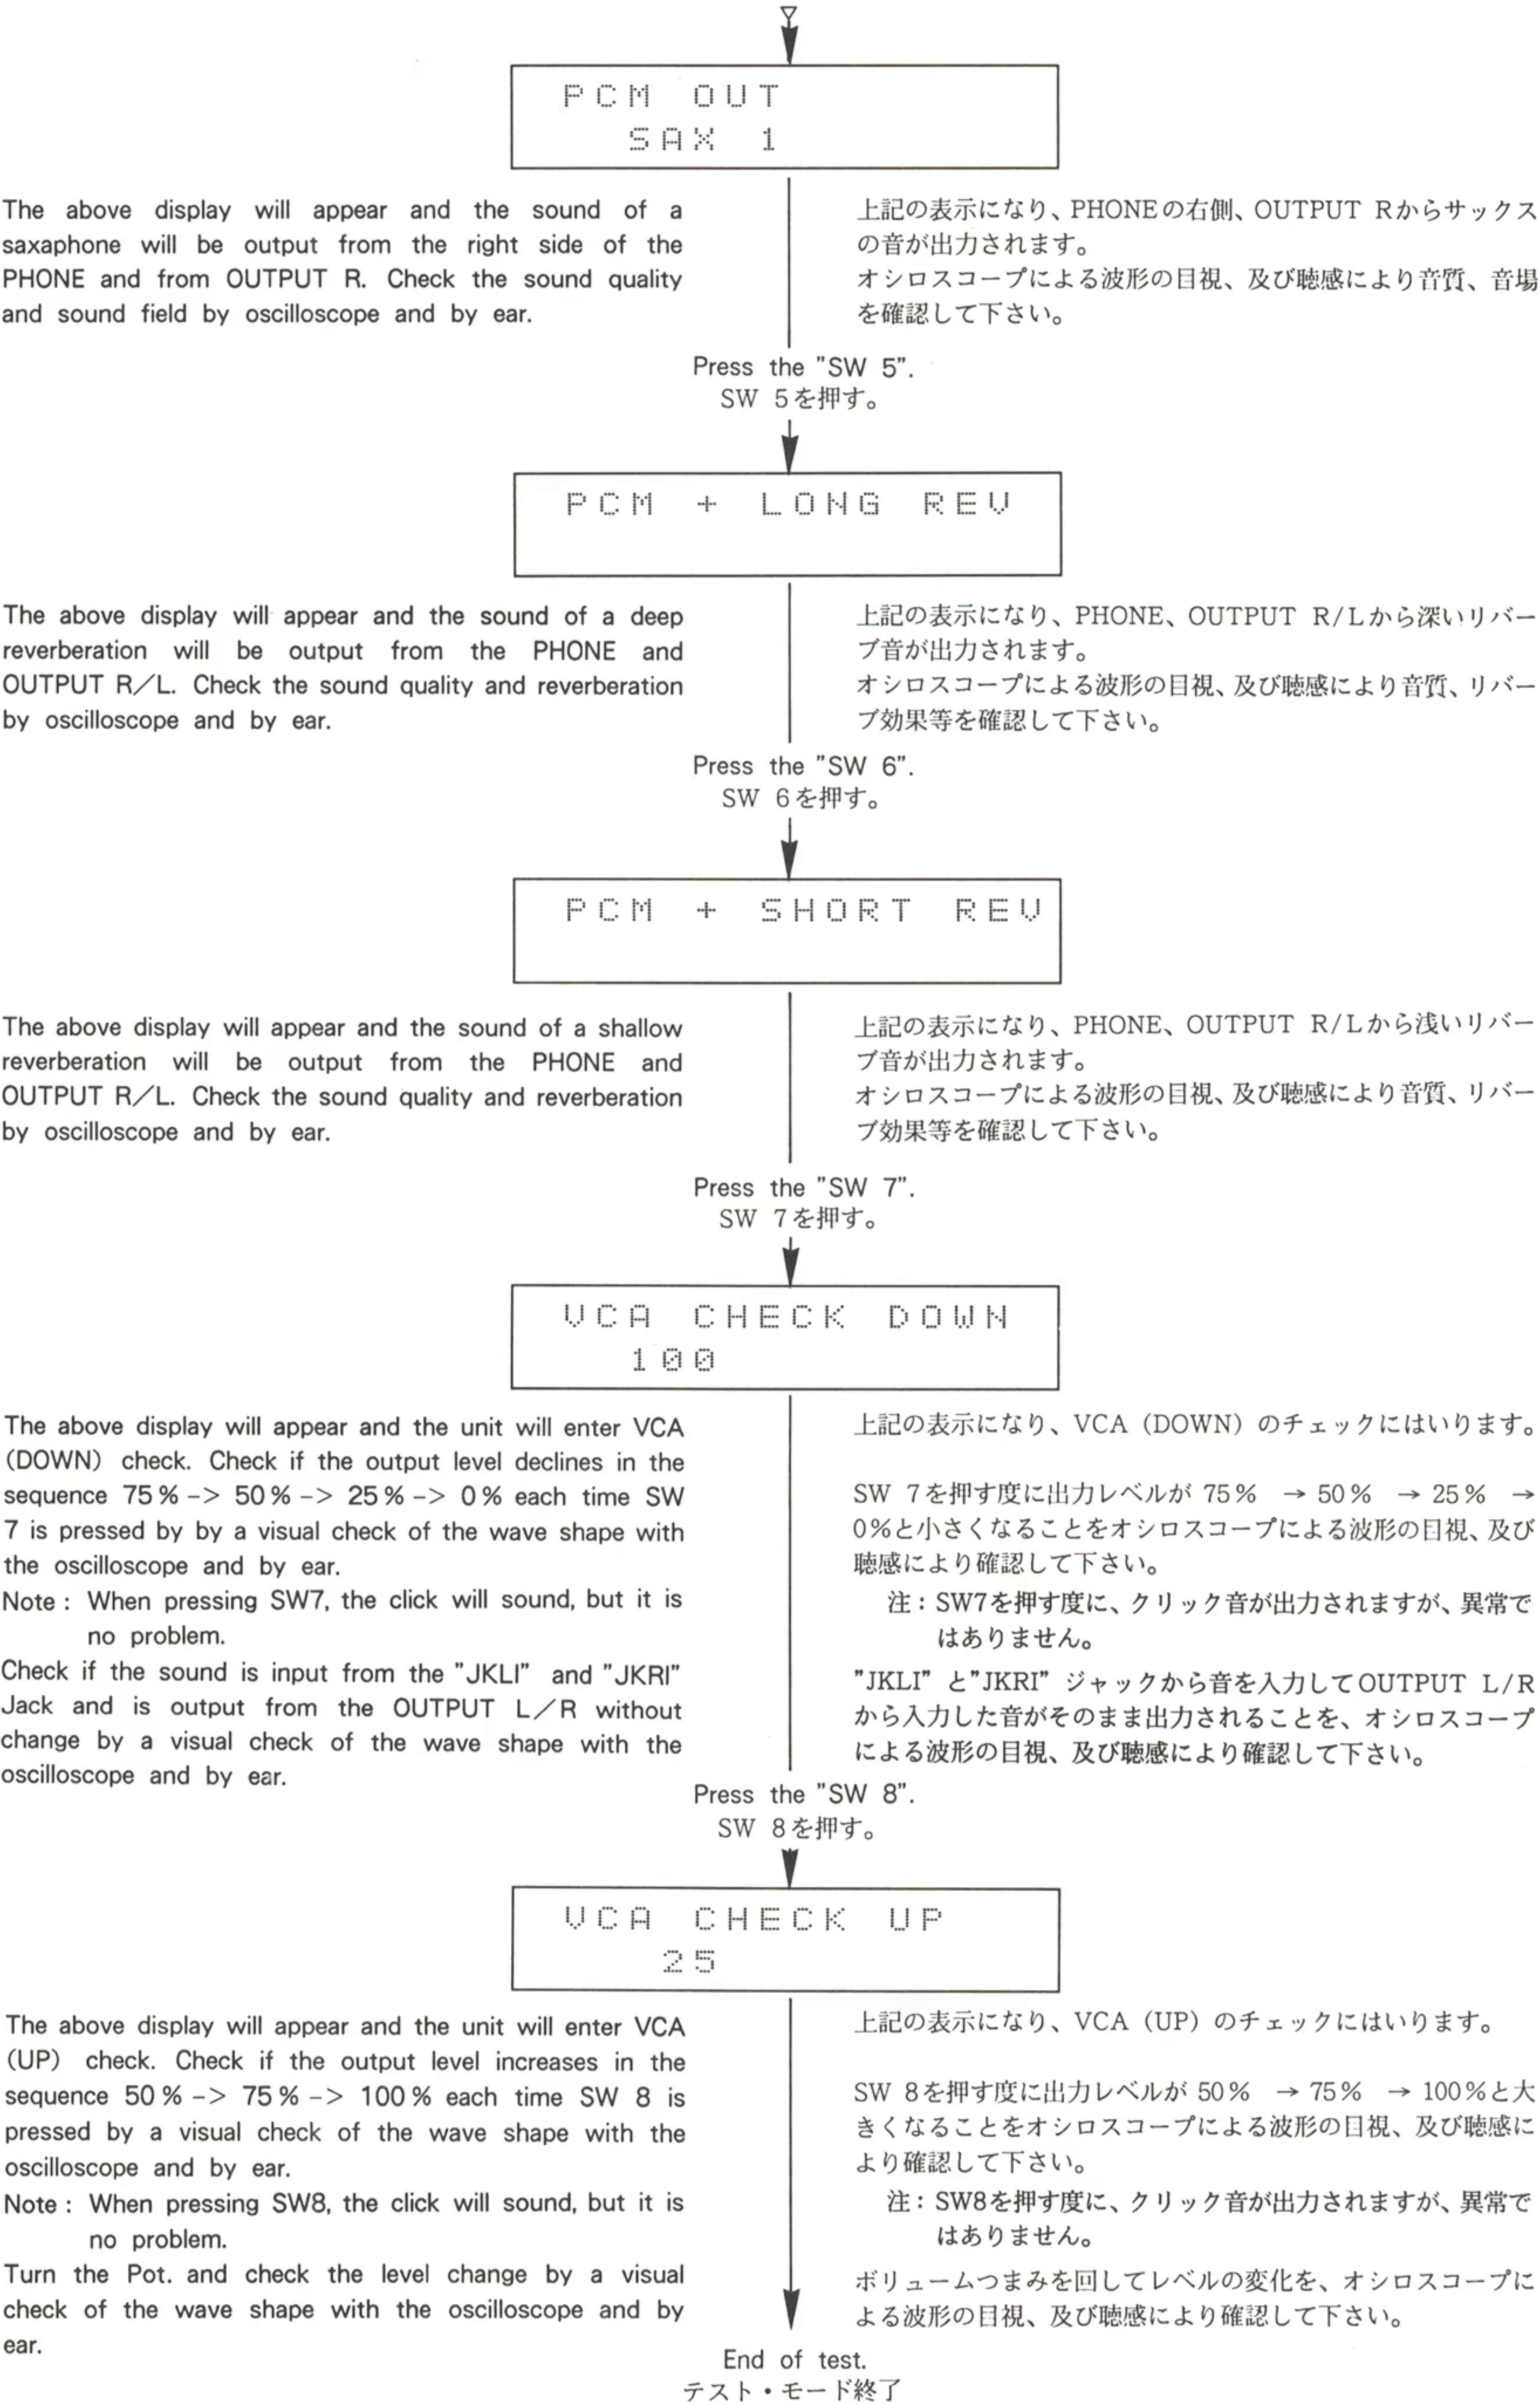 PCM OUT
SAX 1
The above display will appear and the sound of a
saxaphone will be output from the right side of the
PHONE and from OUTPUT R. Check the sound quality
and sound field by oscilloscope and by ear.
上記の表示になり、PHONEの右側、OUTPUT Rからサックス
の音が出力されます。
オシロスコープによる波形の目視、及び聴感により音質、音場
を確認して下さい。
Press the "SW 5".
SW 5を押す。
PCM + LONG REV
The above display will appear and the sound of a deep
reverberation will be output from the PHONE and
OUTPUT R/L. Check the sound quality and reverberation
by oscilloscope and by ear.
上記の表示になり、PHONE、OUTPUT R/Lから深いリバー
ブ音が出力されます。
オシロスコープによる波形の目視、及び聴感により音質、リバー
ブ効果等を確認して下さい。
Press the "SW 6".
SW 6を押す。
PCM + SHORT REV
The above display will appear and the sound of a shallow
reverberation will be output from the PHONE and
OUTPUT R/L. Check the sound quality and reverberation
by oscilloscope and by ear.
上記の表示になり、PHONE、OUTPUT R/Lから浅いリバー
ブ音が出力されます。
オシロスコープによる波形の目視、及び聴感により音質、リバー
ブ効果等を確認して下さい。
Press the "SW 7".
SW 7を押す。
VCA CHECK DOWN
100
The above display will appear and the unit will enter VCA
(DOWN) check. Check if the output level declines in the
sequence 75% -> 50% -> 25% -> 0% each time SW
7 is pressed by by a visual check of the wave shape with
the oscilloscope and by ear.
Note : When pressing SW7, the click will sound, but it is
no problem.
Check if the sound is input from the "JKLI" and "JKRI"
Jack and is output from the OUTPUT L/R without
change by a visual check of the wave shape with the
oscilloscope and by ear.
上記の表示になり、VCA（DOWN）のチェックにはいります。
SW 7を押す度に出力レベルが 75% → 50% → 25% →
0%と小さくなることをオシロスコープによる波形の目視、及び
聴感により確認して下さい。
注：SW7を押す度に、クリック音が出力されますが、異常で
はありません。
"JKLI" と"JKRI" ジャックから音を入力してOUTPUT L/R
から入力した音がそのまま出力されることを、オシロスコープ
による波形の目視、及び聴感により確認して下さい。
Press the "SW 8".
SW 8を押す。
VCA CHECK UP
25
The above display will appear and the unit will enter VCA
(UP) check. Check if the output level increases in the
sequence 50% -> 75% -> 100% each time SW 8 is
pressed by a visual check of the wave shape with the
oscilloscope and by ear.
Note : When pressing SW8, the click will sound, but it is
no problem.
Turn the Pot. and check the level change by a visual
check of the wave shape with the oscilloscope and by
ear.
上記の表示になり、VCA（UP）のチェックにはいります。
SW 8を押す度に出力レベルが 50% → 75% → 100%と大
きくなることをオシロスコープによる波形の目視、及び聴感に
より確認して下さい。
注：SW8を押す度に、クリック音が出力されますが、異常で
はありません。
ボリュームつまみを回してレベルの変化を、オシロスコープに
よる波形の目視、及び聴感により確認して下さい。
End of test.
テスト・モード終了